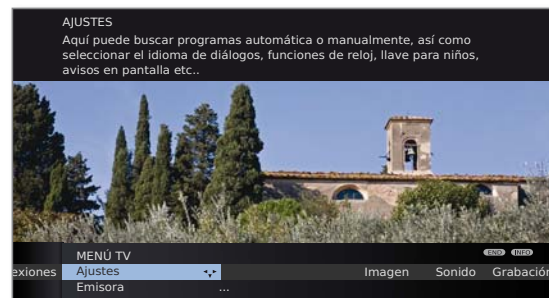 AJUSTES
Aquí puede buscar programas automática o manualmente, así como
seleccionar el idioma de diálogos, funciones de reloj, llave para niños,
avisos en pantalla etc..
MENÚ TV
END INFO
exiones Ajustes Imagen Sonido Grabación
Emisora ...